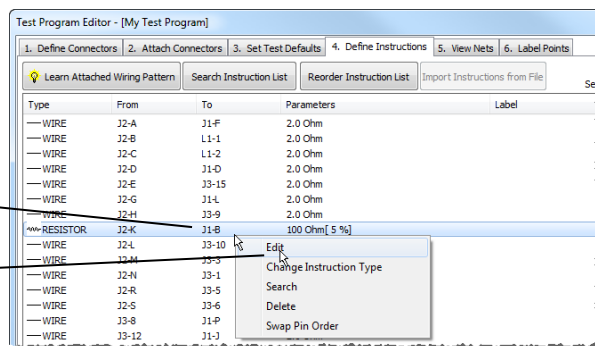 Test Program Editor - [My Test Program]
1. Define Connectors 2. Attach Connectors 3. Set Test Defaults 4. Define Instructions 5. View Nets 6. Label Points
Learn Attached Wiring Pattern Search Instruction List Reorder Instruction List Import Instructions from File
Se
Type From To Parameters Label
WIRE J2-A J1-F 2.0 Ohm
WIRE J2-B L1-1 2.0 Ohm
WIRE J2-C L1-2 2.0 Ohm
WIRE J2-D J1-D 2.0 Ohm
WIRE J2-E J3-15 2.0 Ohm
WIRE J2-G J1-L 2.0 Ohm
WIRE J2-H J3-9 2.0 Ohm
RESISTOR J2-K J1-B 100 Ohm[ 5 %]
WIRE J2-L J3-10
Edit
WIRE J2-M J3-3
Change Instruction Type
WIRE J2-N J3-1
Search
WIRE J2-R J3-5
Delete
WIRE J2-S J3-6
Swap Pin Order
WIRE J3-8 J1-P
WIRE J3-12 J1-J